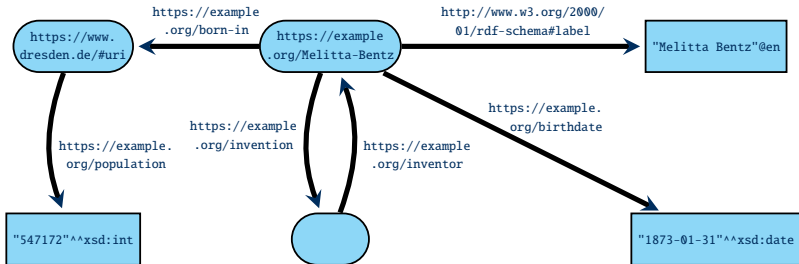 https://example
.org/born-in
http://www.w3.org/2000/
01/rdf-schema#label
https://www.
dresden.de/#uri
https://example
.org/Melitta-Bentz
"Melitta Bentz"@en
https://example.
org/population
https://example
.org/invention
https://example
.org/inventor
https://example.
org/birthdate
"547172"^^xsd:int
"1873-01-31"^^xsd:date